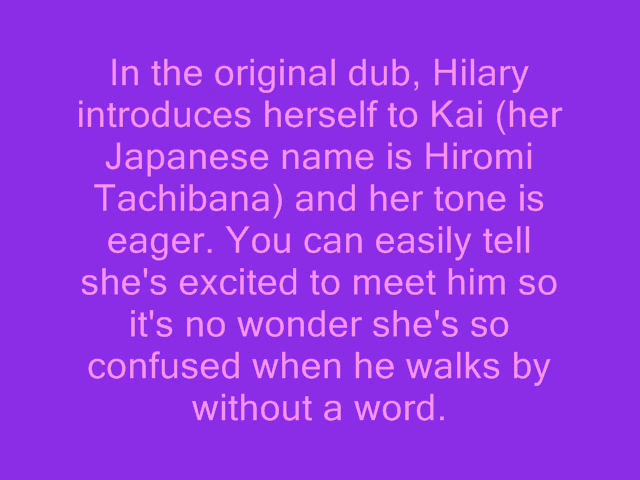 In the original dub, Hilary
introduces herself to Kai (her
Japanese name is Hiromi
Tachibana) and her tone is
eager. You can easily tell
she's excited to meet him so
it's no wonder she's so
confused when he walks by
without a word.